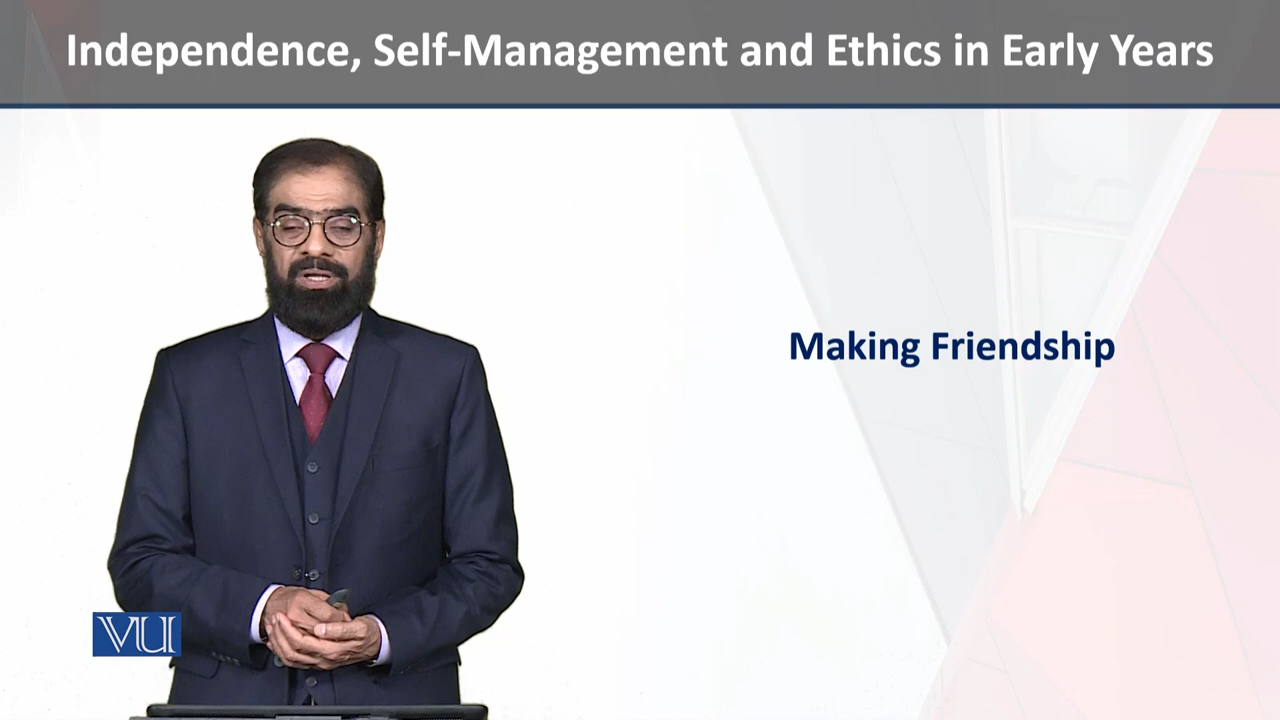 Independence, Self-Management and Ethics in Early Years
Making Friendship
VU